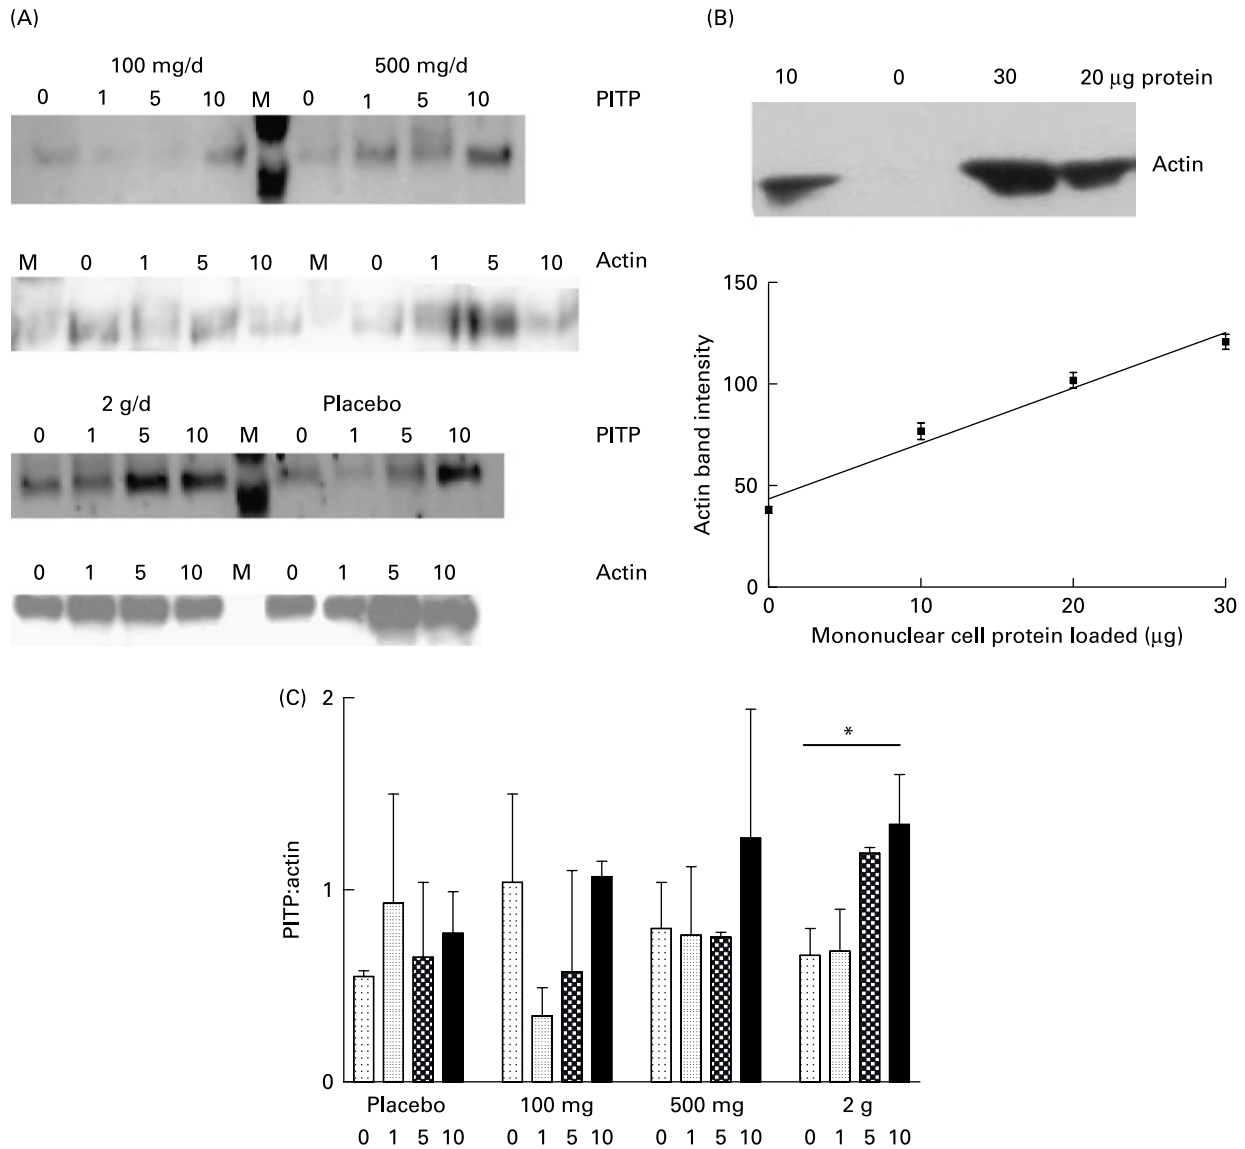 (A)
100 mg/d 500 mg/d
0 1 5 10 M 0 1 5 10 PITP
M 0 1 5 10 M 0 1 5 10 Actin
2 g/d Placebo
0 1 5 10 M 0 1 5 10 PITP
0 1 5 10 M 0 1 5 10 Actin
(B)
10 0 30 20 µg protein
Actin
150
100
50
0
Actin band intensity
0 10 20 30
Mononuclear cell protein loaded (µg)
(C)
2
1
0
PITP:actin
*
Placebo 100 mg 500 mg 2 g
0 1 5 10 0 1 5 10 0 1 5 10 0 1 5 10